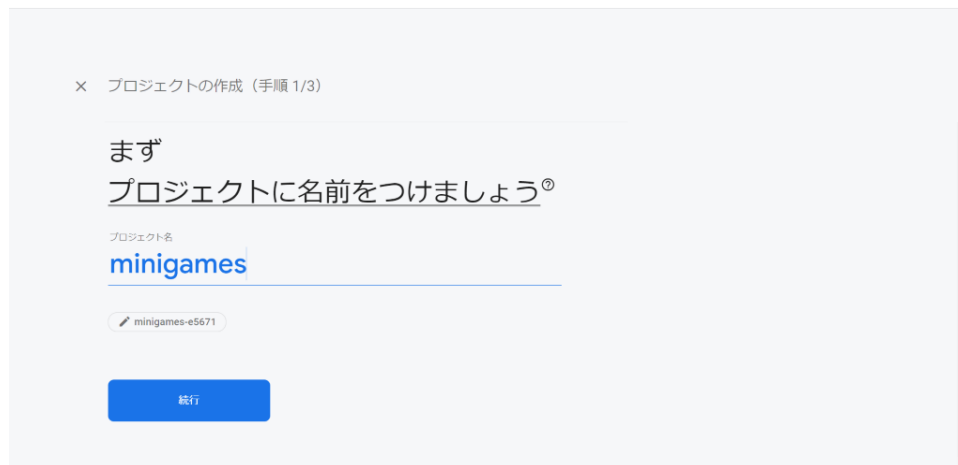 プロジェクトの作成（手順 1/3）
まず
プロジェクトに名前をつけましょう
プロジェクト名
minigames
minigames-e5671
続行